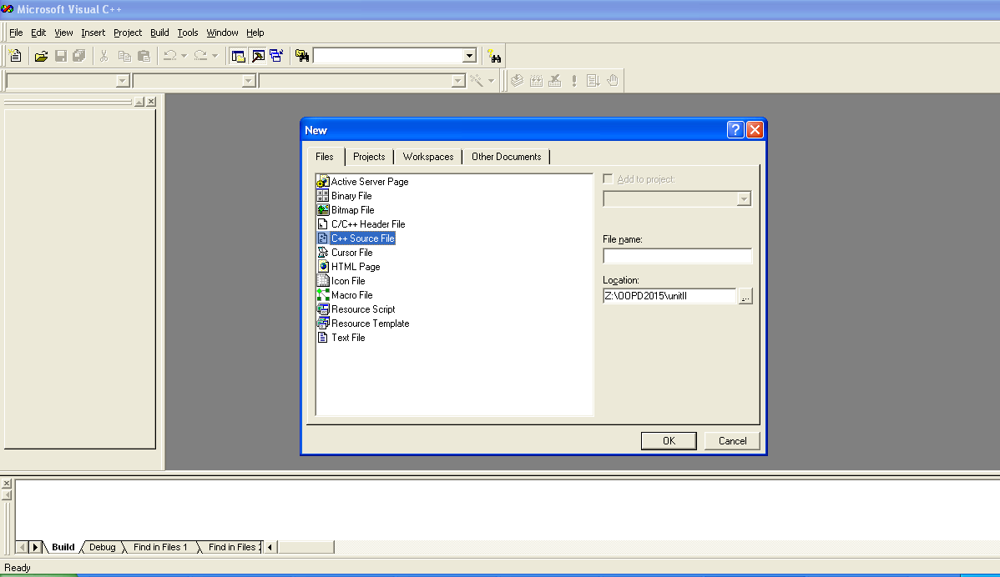 Microsoft Visual C++
File Edit View Insert Project Build Tools Window Help
New
Files Projects Workspaces Other Documents
Active Server Page
Binary File
Bitmap File
C/C++ Header File
C++ Source File
Cursor File
HTML Page
Icon File
Macro File
Resource Script
Resource Template
Text File
Add to project:
File name:
Location:
Z:\OOPD2015\unitII
...
OK Cancel
Build Debug Find in Files 1 Find in Files
Ready